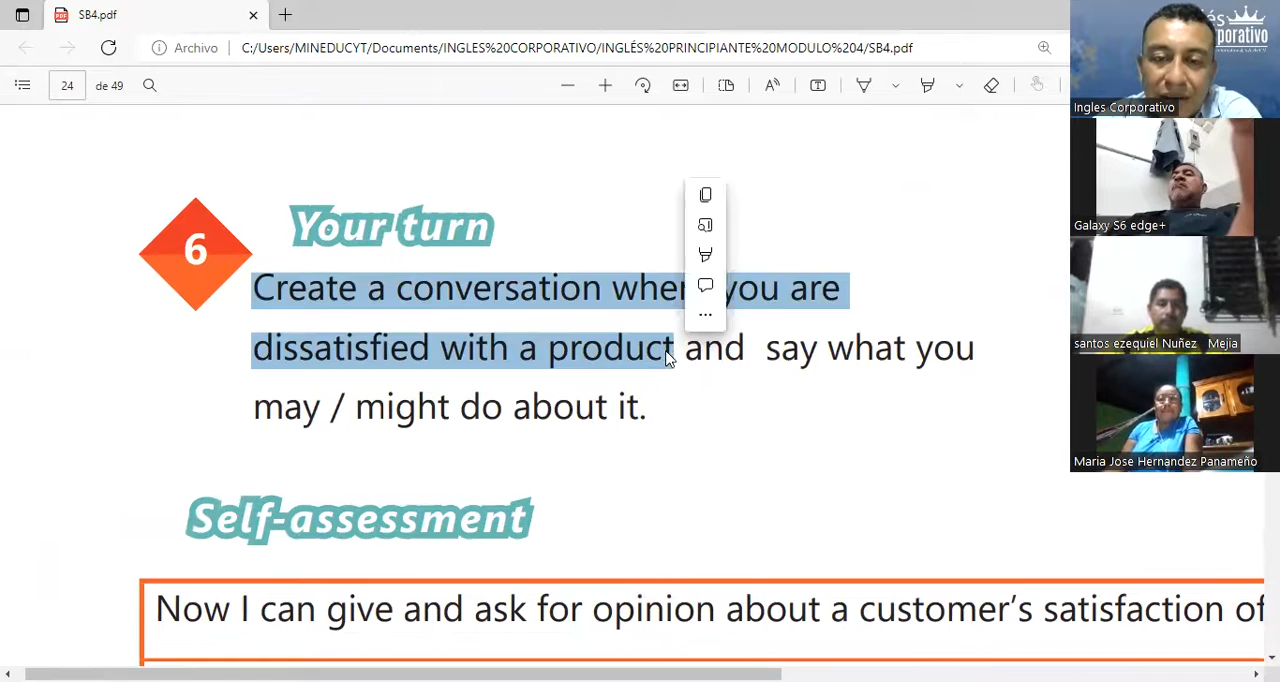 SB4.pdf
Archivo
C:/Users/MINEDUCYT/Documents/INGLES%20CORPORATIVO/INGLÉS%20PRINCIPIANTE%20MODULO%204/SB4.pdf
24 de 49
és
orporativo
Ingles Corporativo
Galaxy S6 edge+
santos ezequiel Nuñez Mejia
Maria Jose Hernandez Panameño
6
Your turn
Create a conversation when you are
dissatisfied with a product and say what you
may / might do about it.
Self-assessment
Now I can give and ask for opinion about a customer's satisfaction of